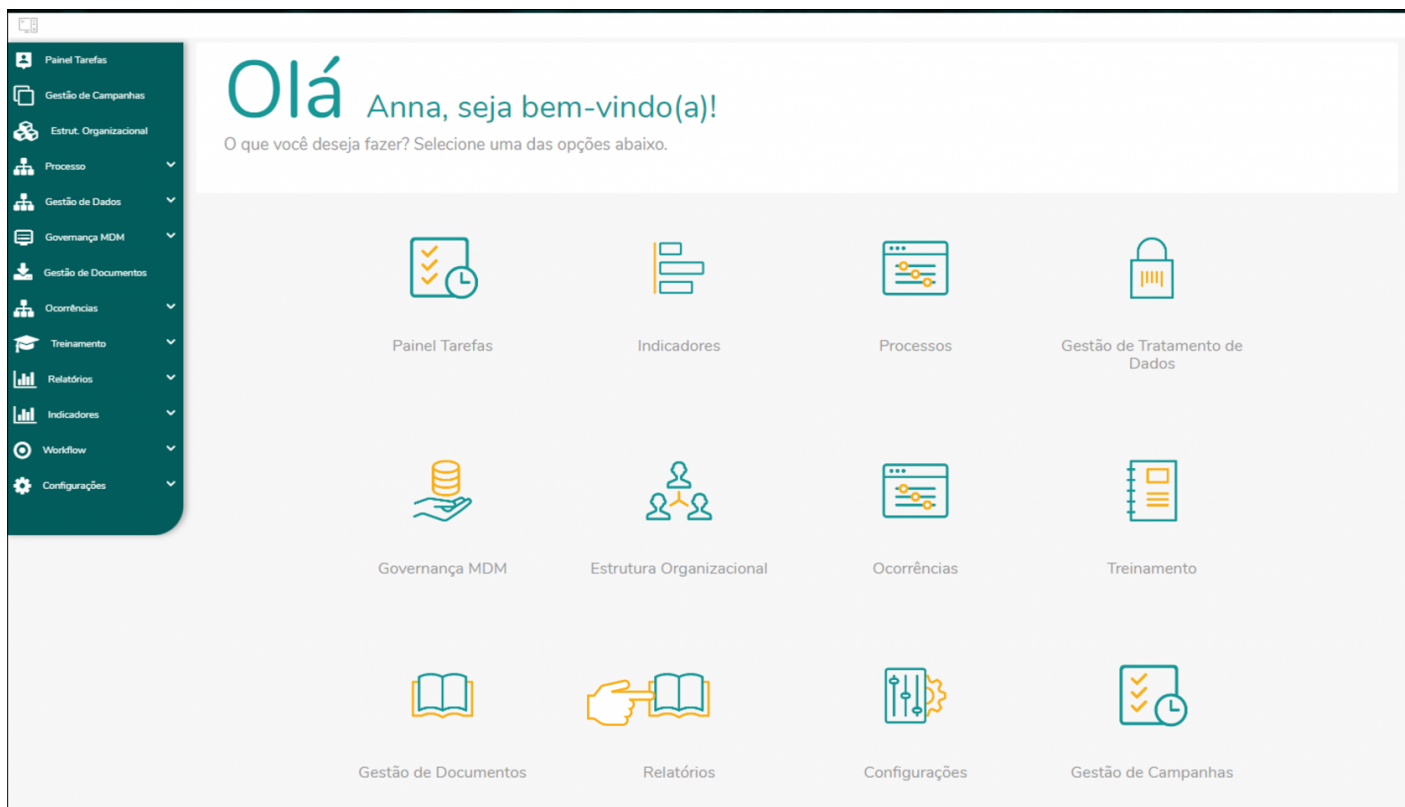 Painel Tarefas
Gestão de Campanhas
Estrut. Organizacional
Processo
Gestão de Dados
Governança MDM
Gestão de Documentos
Ocorrências
Treinamento
Relatórios
Indicadores
Workflow
Configurações
Olá Anna, seja bem-vindo(a)!
O que você deseja fazer? Selecione uma das opções abaixo.
Painel Tarefas
Indicadores
Processos
Gestão de Tratamento de
Dados
Governança MDM
Estrutura Organizacional
Ocorrências
Treinamento
Gestão de Documentos
Relatórios
Configurações
Gestão de Campanhas